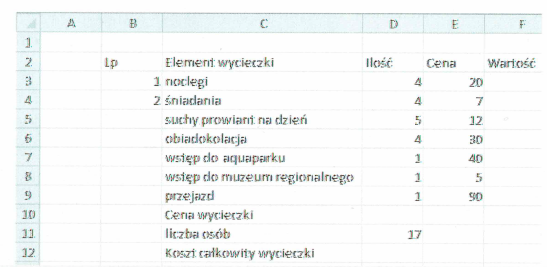 A B C D E F
1
2 Lp Element wycieczki Ilość Cena Wartość
3 1 noclegi 4 20
4 2 śniadania 4 7
5 suchy prowiant na dzień 5 12
6 obiadokolacja 4 30
7 wstęp do aquaparku 1 40
8 wstęp do muzeum regionalnego 1 5
9 przejazd 1 90
10 Cena wycieczki
11 liczba osób 17
12 Koszt całkowity wycieczki